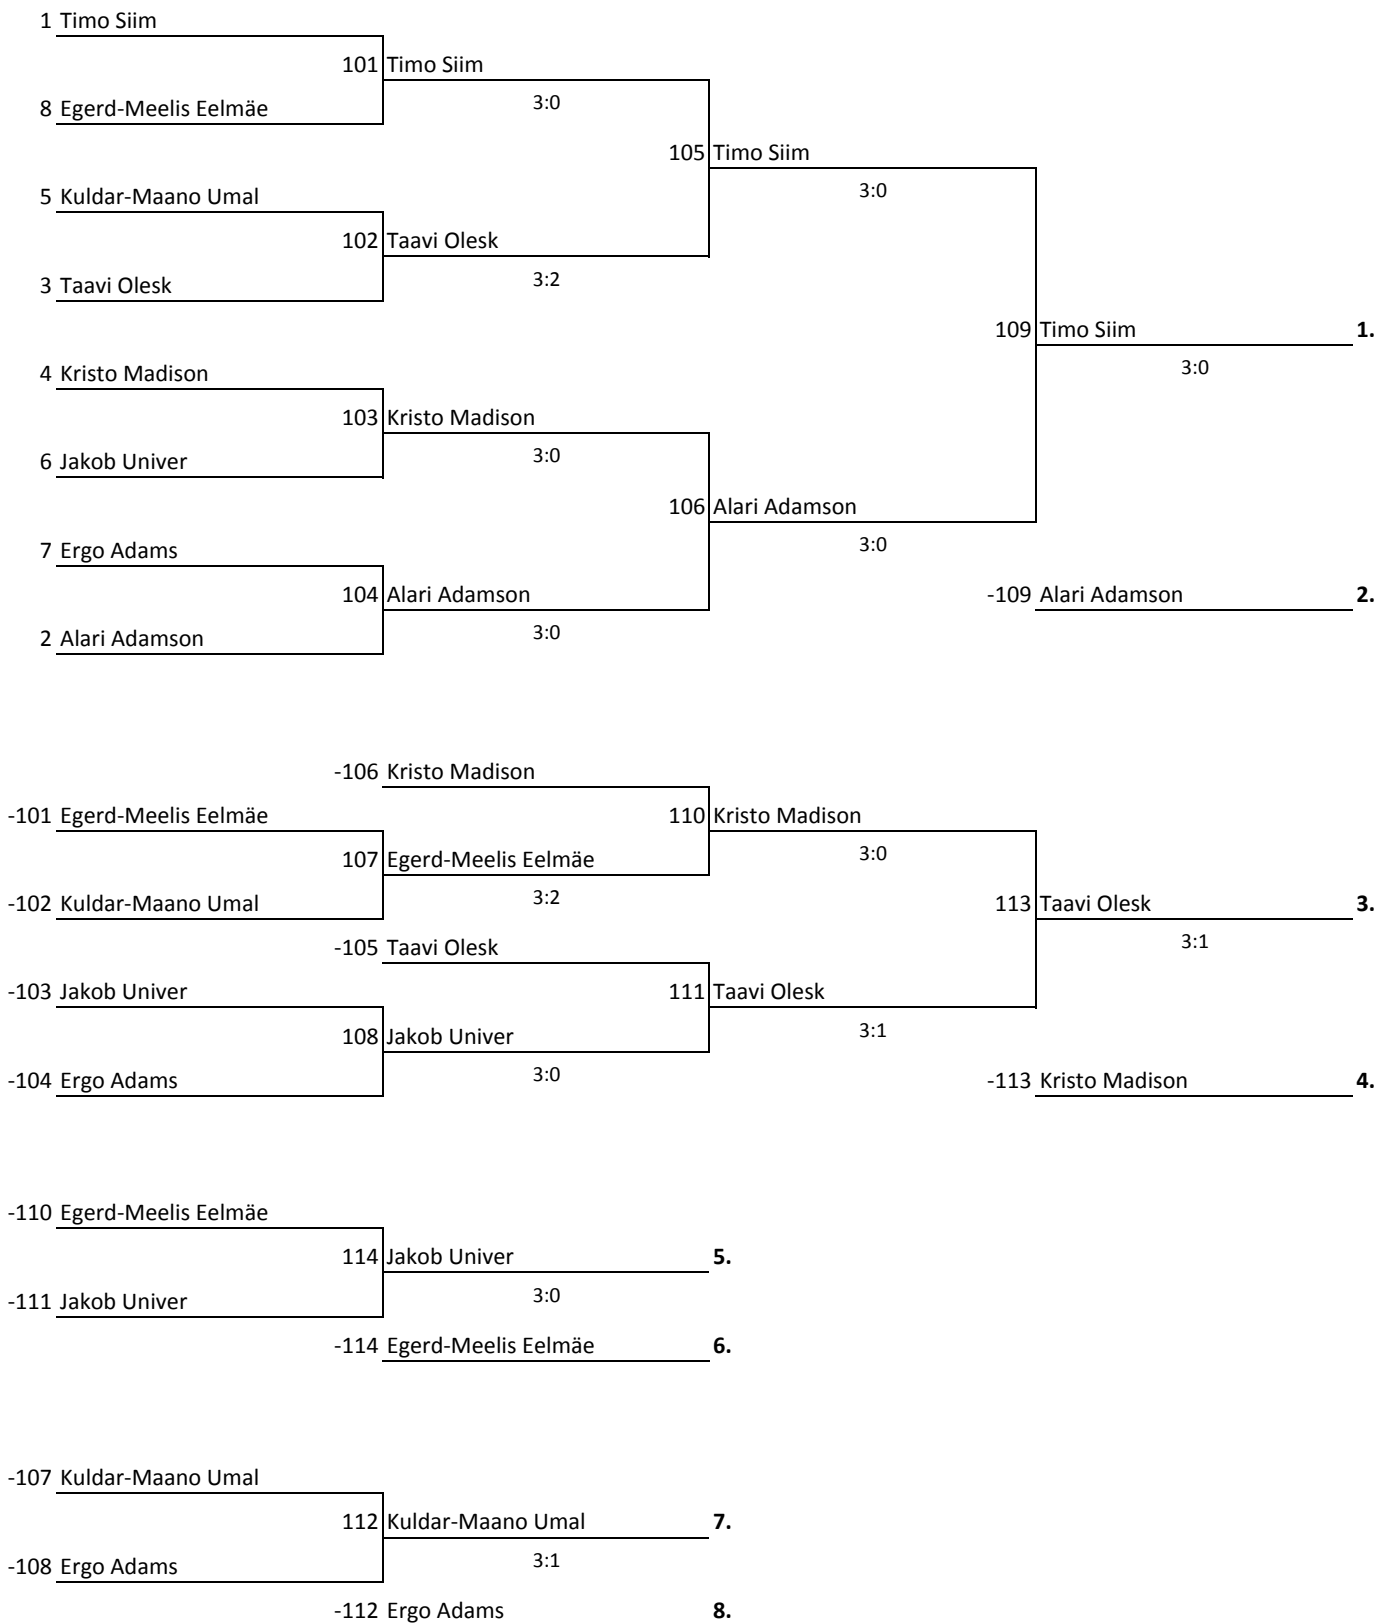 1 Timo Siim
101 Timo Siim
8 Egerd-Meelis Eelmäe
3:0
105 Timo Siim
5 Kuldar-Maano Umal
3:0
102 Taavi Olesk
3 Taavi Olesk
3:2
109 Timo Siim 1.
4 Kristo Madison
3:0
103 Kristo Madison
6 Jakob Univer
3:0
106 Alari Adamson
7 Ergo Adams
3:0
104 Alari Adamson
-109 Alari Adamson 2.
2 Alari Adamson
3:0
-106 Kristo Madison
-101 Egerd-Meelis Eelmäe
110 Kristo Madison
107 Egerd-Meelis Eelmäe
3:0
-102 Kuldar-Maano Umal
3:2
113 Taavi Olesk 3.
-105 Taavi Olesk
3:1
-103 Jakob Univer
111 Taavi Olesk
108 Jakob Univer
3:1
-104 Ergo Adams
3:0
-113 Kristo Madison 4.
-110 Egerd-Meelis Eelmäe
114 Jakob Univer 5.
-111 Jakob Univer
3:0
-114 Egerd-Meelis Eelmäe 6.
-107 Kuldar-Maano Umal
112 Kuldar-Maano Umal 7.
-108 Ergo Adams
3:1
-112 Ergo Adams 8.